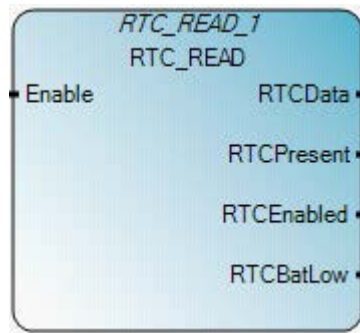 RTC_READ_1
RTC_READ
Enable RTCData
RTCPresent
RTCEnabled
RTCBatLow